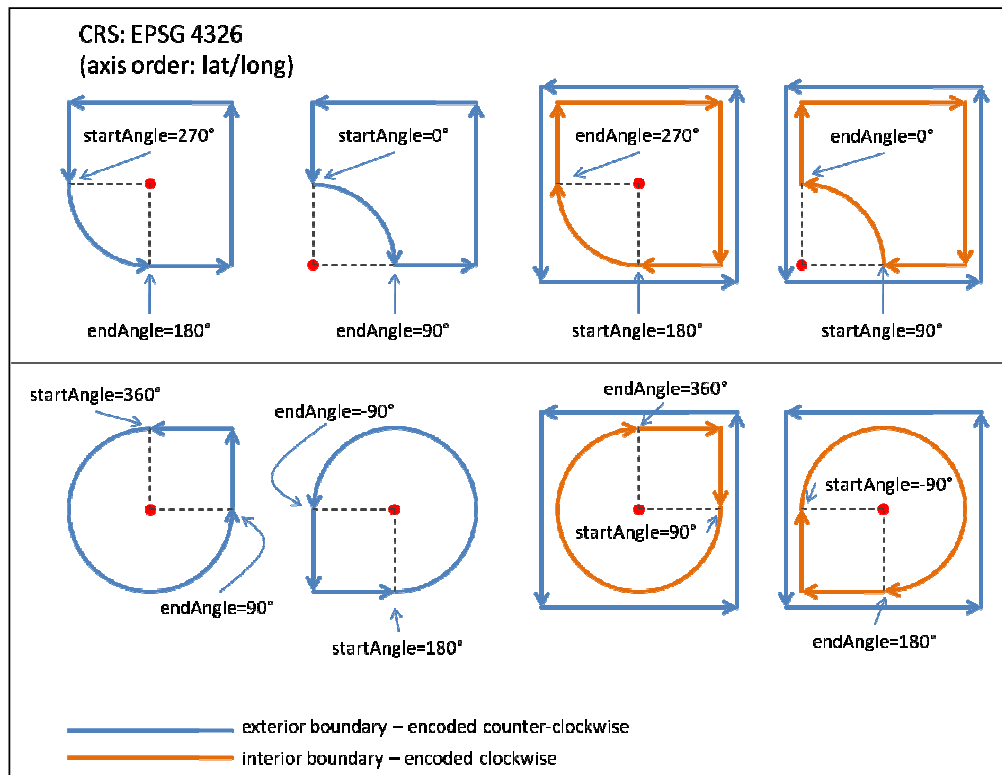 CRS: EPSG 4326
(axis order: lat/long)
startAngle=270°
startAngle=0°
endAngle=270°
endAngle=0°
endAngle=180°
endAngle=90°
startAngle=180°
startAngle=90°
startAngle=360°
endAngle=-90°
endAngle=360°
startAngle=-90°
startAngle=90°
endAngle=90°
startAngle=180°
endAngle=180°
exterior boundary – encoded counter-clockwise
interior boundary – encoded clockwise